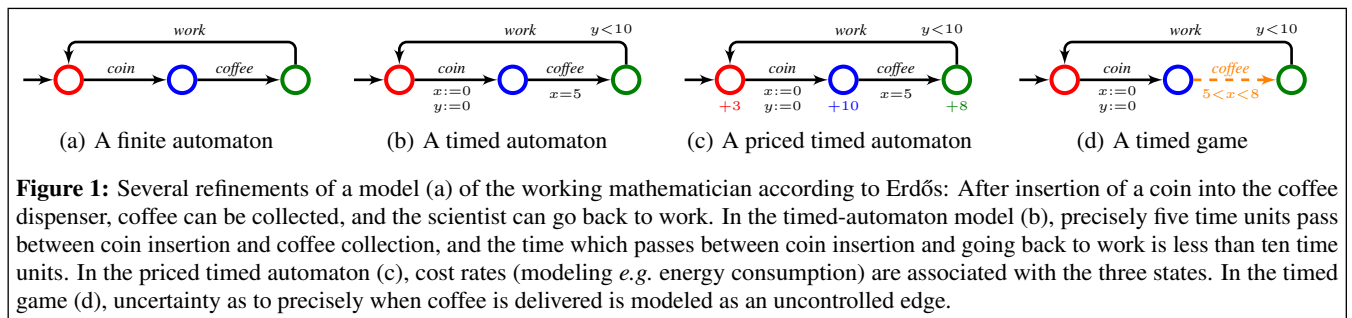 work
work y<10
work y<10
work y<10
coin coffee
coin coffee
coin coffee
coin coffee
x:=0 x=5
y:=0
x:=0 x=5
y:=0
+3 +10 +8
x:=0 5<x<8
y:=0
(a) A finite automaton
(b) A timed automaton
(c) A priced timed automaton
(d) A timed game
Figure 1: Several refinements of a model (a) of the working mathematician according to Erdős: After insertion of a coin into the coffee
dispenser, coffee can be collected, and the scientist can go back to work. In the timed-automaton model (b), precisely five time units pass
between coin insertion and coffee collection, and the time which passes between coin insertion and going back to work is less than ten time
units. In the priced timed automaton (c), cost rates (modeling e.g. energy consumption) are associated with the three states. In the timed
game (d), uncertainty as to precisely when coffee is delivered is modeled as an uncontrolled edge.